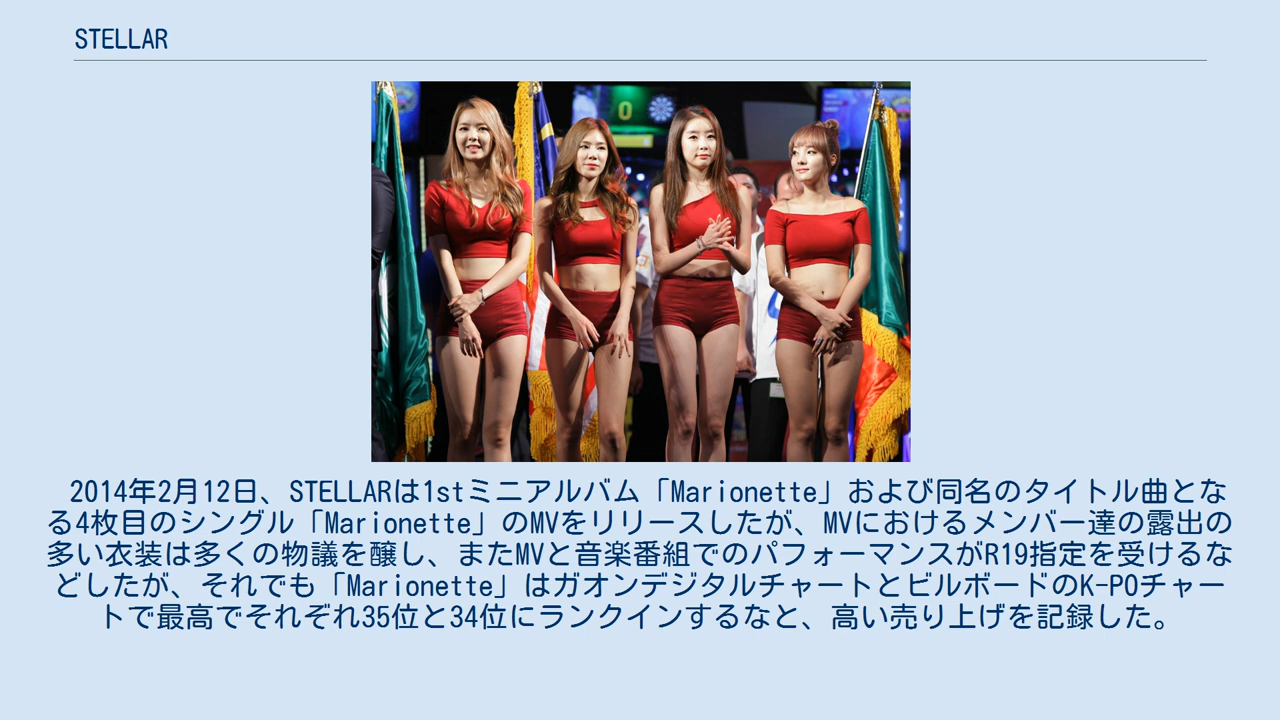 STELLAR
0
2014年2月12日、STELLARは1stミニアルバム「Marionette」および同名のタイトル曲とな
る4枚目のシングル「Marionette」のMVをリリースしたが、MVにおけるメンバー達の露出の
多い衣装は多くの物議を醸し、またMVと音楽番組でのパフォーマンスがR19指定を受けるな
どしたが、それでも「Marionette」はガオンデジタルチャートとビルボードのK-POチャー
トで最高でそれぞれ35位と34位にランクインするなと、高い売り上げを記録した。